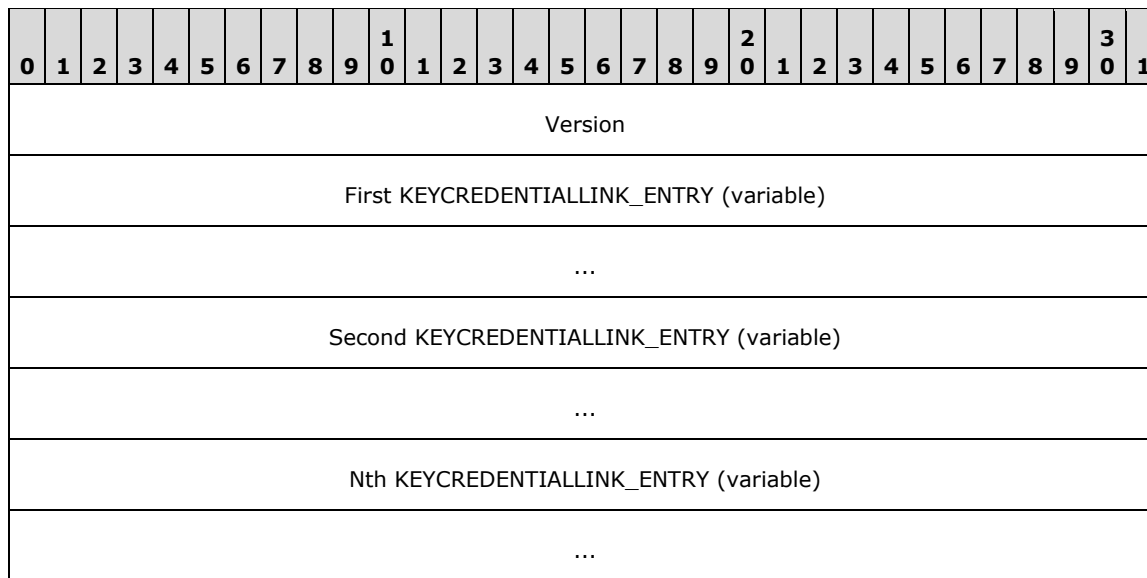 1 2 3
0 1 2 3 4 5 6 7 8 9 0 1 2 3 4 5 6 7 8 9 0 1 2 3 4 5 6 7 8 9 0 1
Version
First KEYCREDENTIALLINK_ENTRY (variable)
...
Second KEYCREDENTIALLINK_ENTRY (variable)
...
Nth KEYCREDENTIALLINK_ENTRY (variable)
...